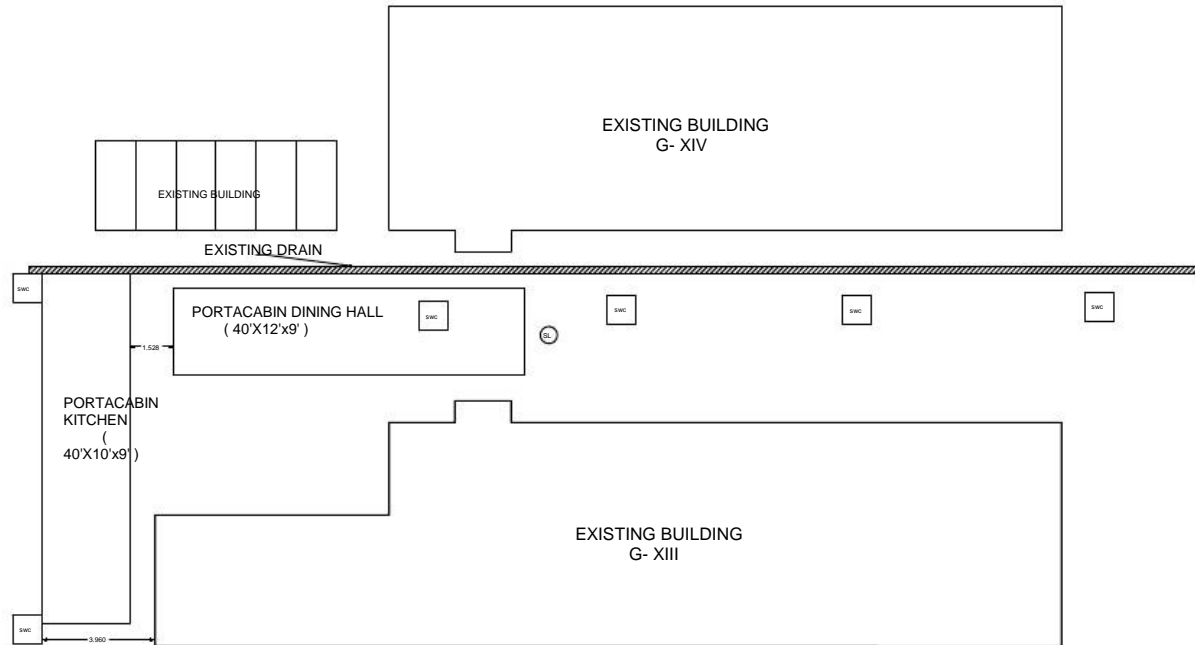 EXISTING BUILDING
G- XIV
EXISTING BUILDING
EXISTING DRAIN
SWC
PORTACABIN DINING HALL
( 40'X12'x9' )
SWC
SWC
SWC
SWC
SL
1.528
PORTACABIN
KITCHEN
(
40'X10'x9' )
EXISTING BUILDING
G- XIII
SWC
3.960